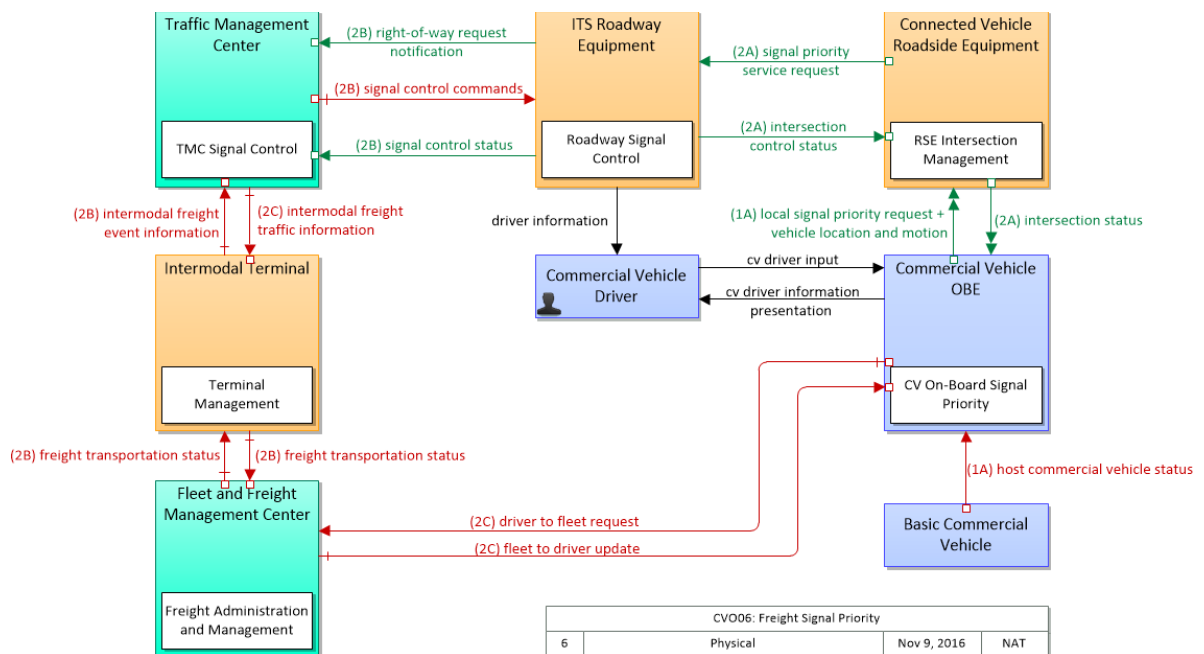 Traffic Management
Center
ITS Roadway
Equipment
Connected Vehicle
Roadside Equipment
(2B) right-of-way request
notification
(2A) signal priority
service request
(2B) signal control commands
TMC Signal Control
(2B) signal control status
Roadway Signal
Control
(2A) intersection
control status
RSE Intersection
Management
(2B) intermodal freight
event information
(2C) intermodal freight
traffic information
driver information
(1A) local signal priority request +
vehicle location and motion
(2A) intersection status
Intermodal Terminal
Commercial Vehicle
Driver
cv driver input
cv driver information
presentation
Commercial Vehicle
OBE
Terminal
Management
CV On-Board Signal
Priority
(2B) freight transportation status
(2B) freight transportation status
(1A) host commercial vehicle status
Fleet and Freight
Management Center
(2C) driver to fleet request
(2C) fleet to driver update
Basic Commercial
Vehicle
Freight Administration
and Management
CVO06: Freight Signal Priority
6 Physical Nov 9, 2016 NAT